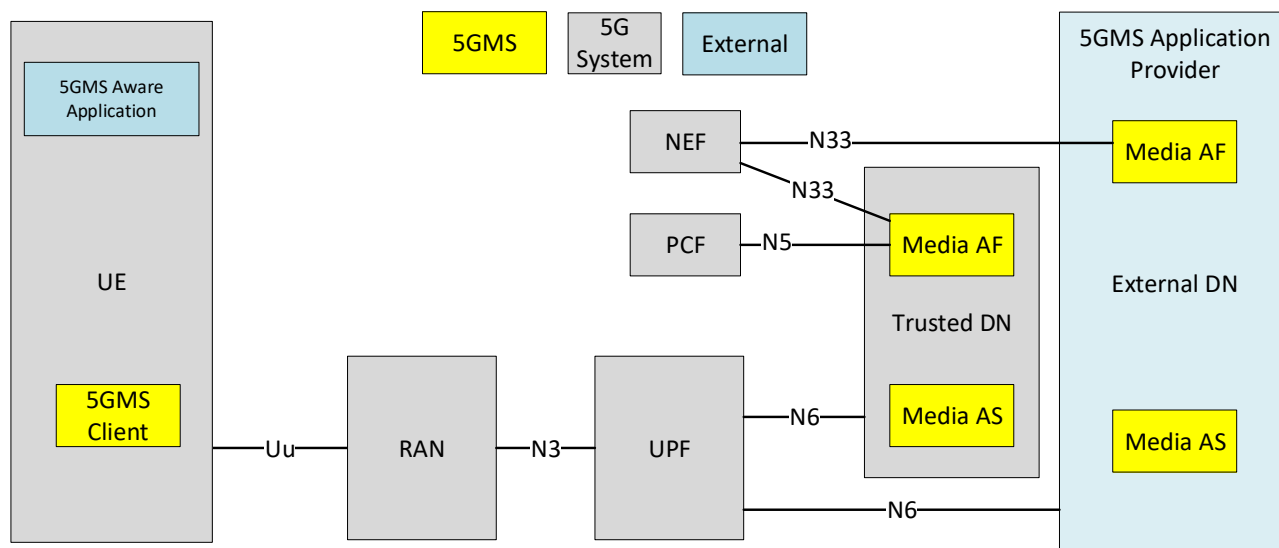 5GMS
5G
System
External
5GMS Application
Provider
5GMS Aware
Application
NEF
N33
Media AF
N33
PCF
N5
Media AF
UE
External DN
Trusted DN
5GMS
Client
Media AS
N6
Media AS
Uu
RAN
N3
UPF
N6